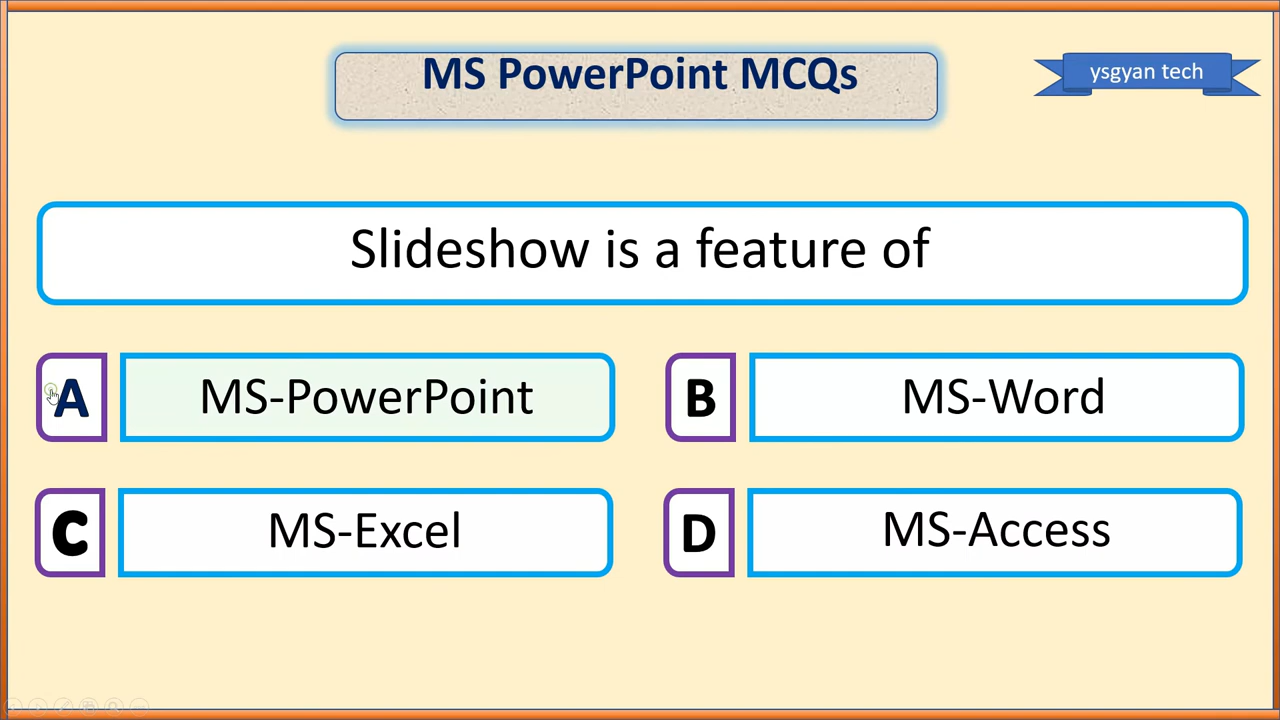 MS PowerPoint MCQs
ysgyan tech
Slideshow is a feature of
A
MS-PowerPoint
B
MS-Word
C
MS-Excel
D
MS-Access